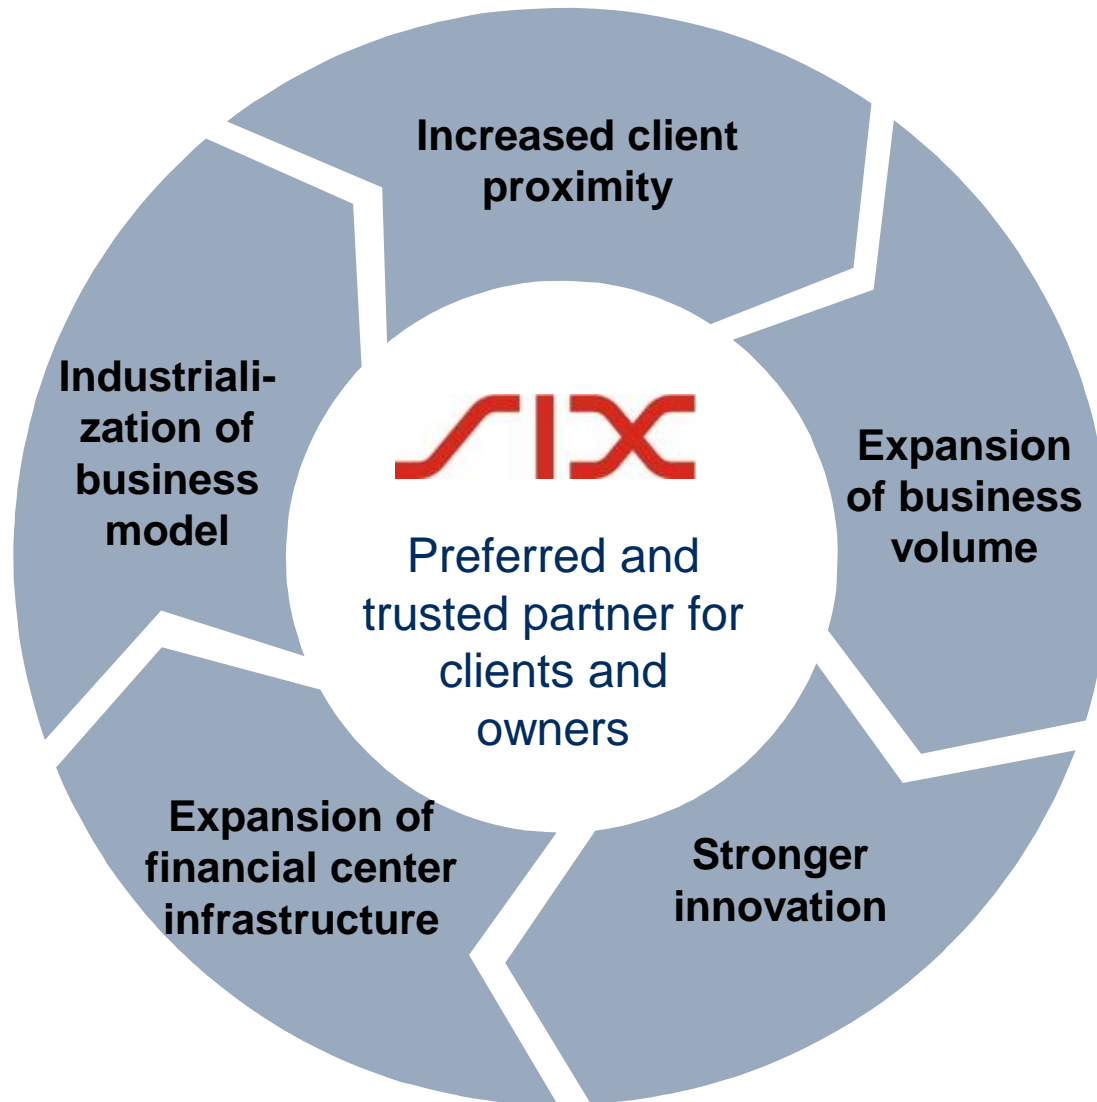 Increased client
proximity
Expansion
of business
volume
Stronger
innovation
Expansion of
financial center
infrastructure
Industriali-
zation of
business
model
SIX
Preferred and
trusted partner for
clients and
owners